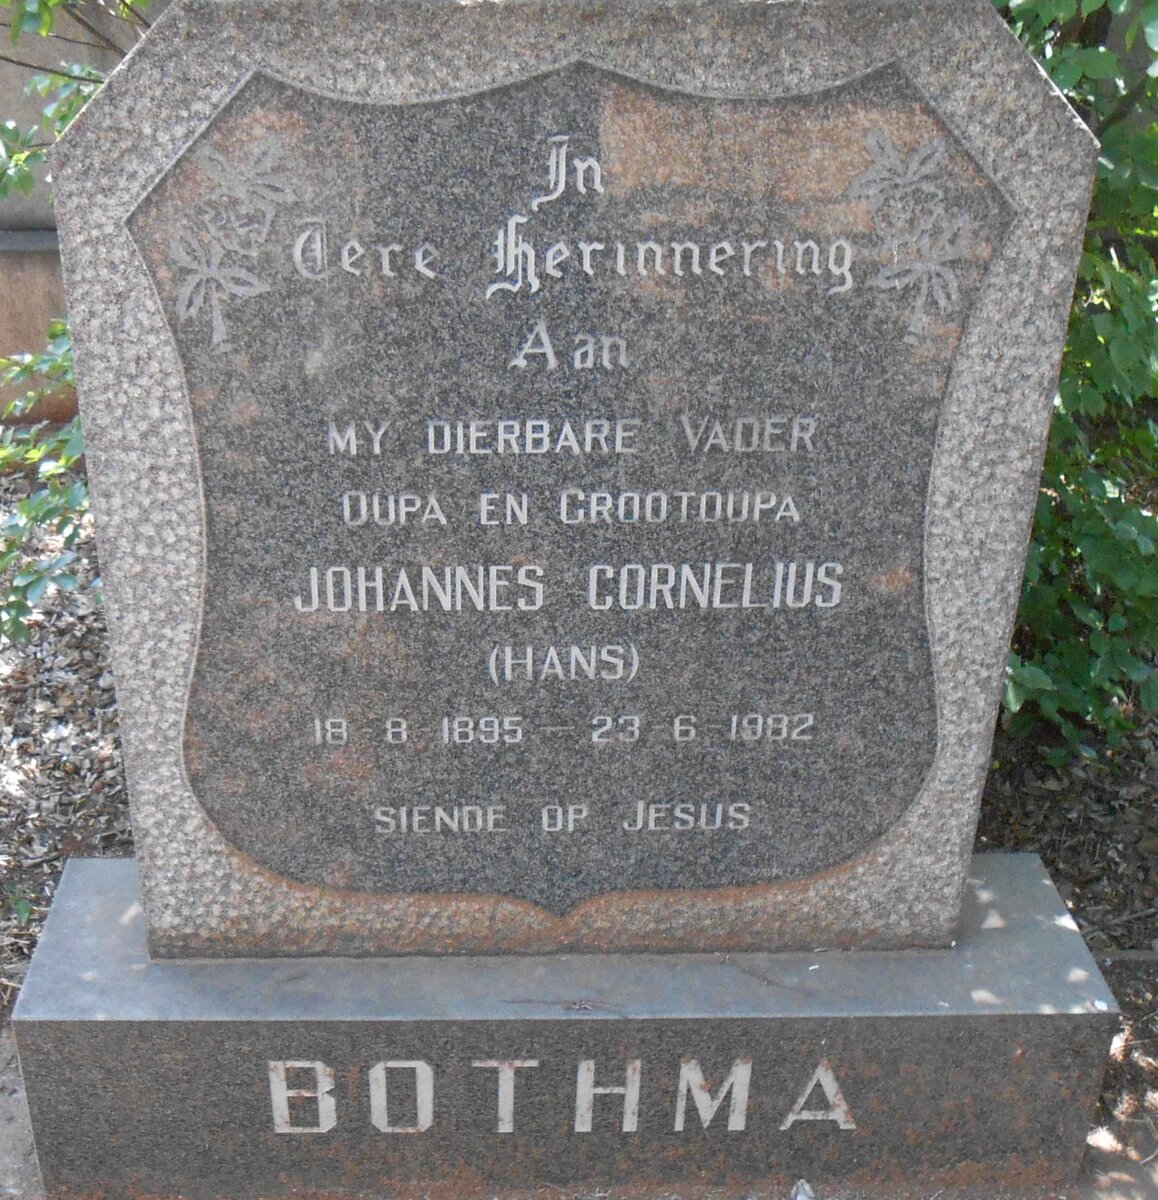 In
Tere Herinnering
Aan
MY DIERBARE VADER
OUPA EN GROOTOUPA
JOHANNES CORNELIUS
(HANS)
18 8 1895 — 23 6 1982
SIENDE OP JESUS
BOTHMA